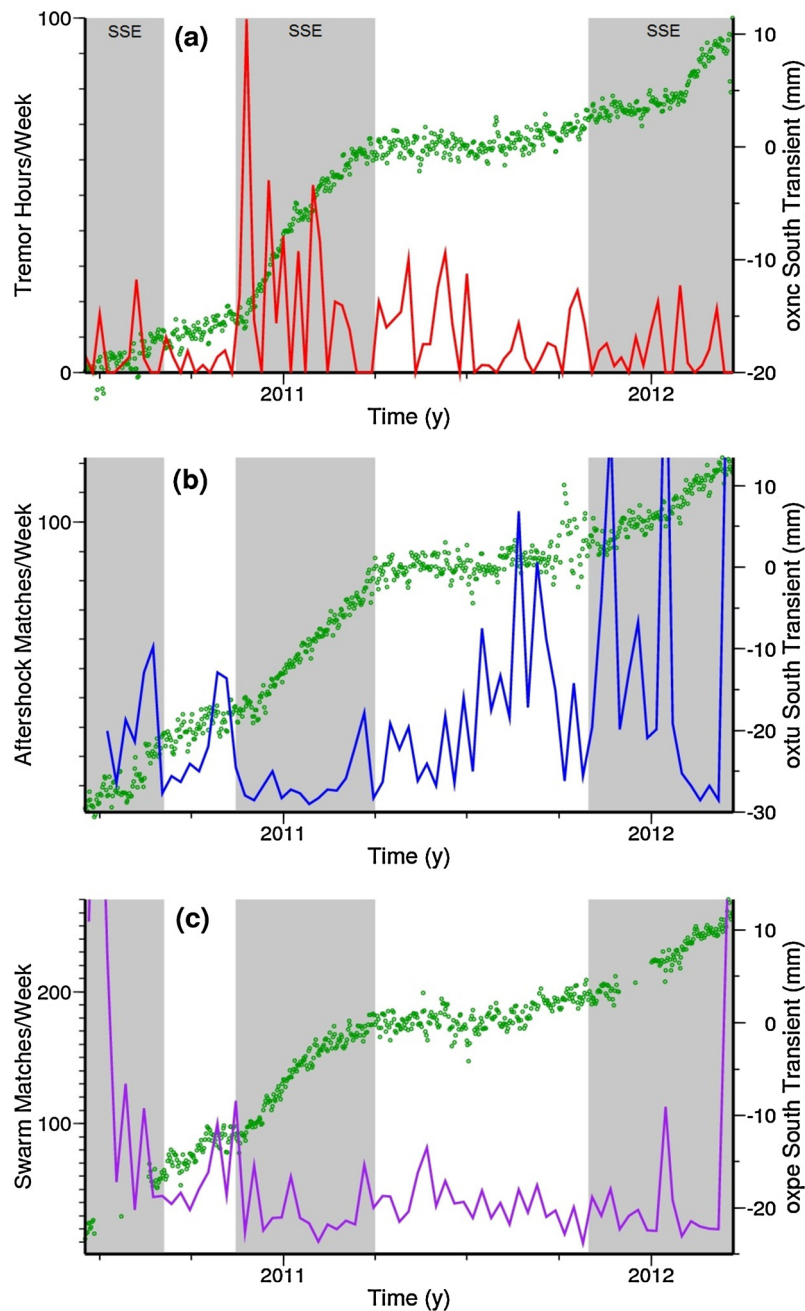 100
SSE
(a)
SSE
SSE
10
0
-10
-20
0
Tremor Hours/Week
oxnc South Transient (mm)
2011
2012
Time (y)
(b)
100
10
0
-10
-20
-30
Aftershock Matches/Week
oxtu South Transient (mm)
2011
2012
Time (y)
(c)
200
100
10
0
-10
-20
Swarm Matches/Week
oxpe South Transient (mm)
2011
2012
Time (y)